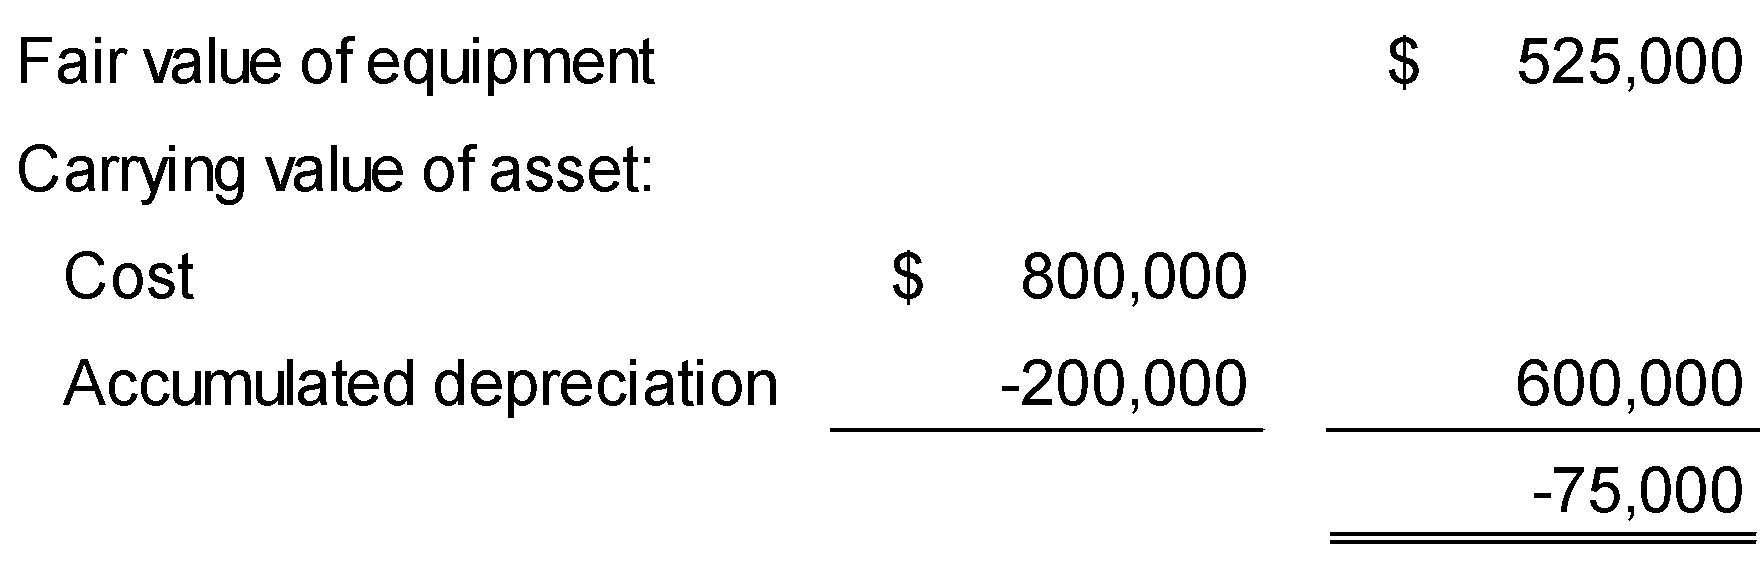 Fair value of equipment $ 525,000
Carrying value of asset:
Cost $ 800,000
Accumulated depreciation -200,000 600,000
-75,000